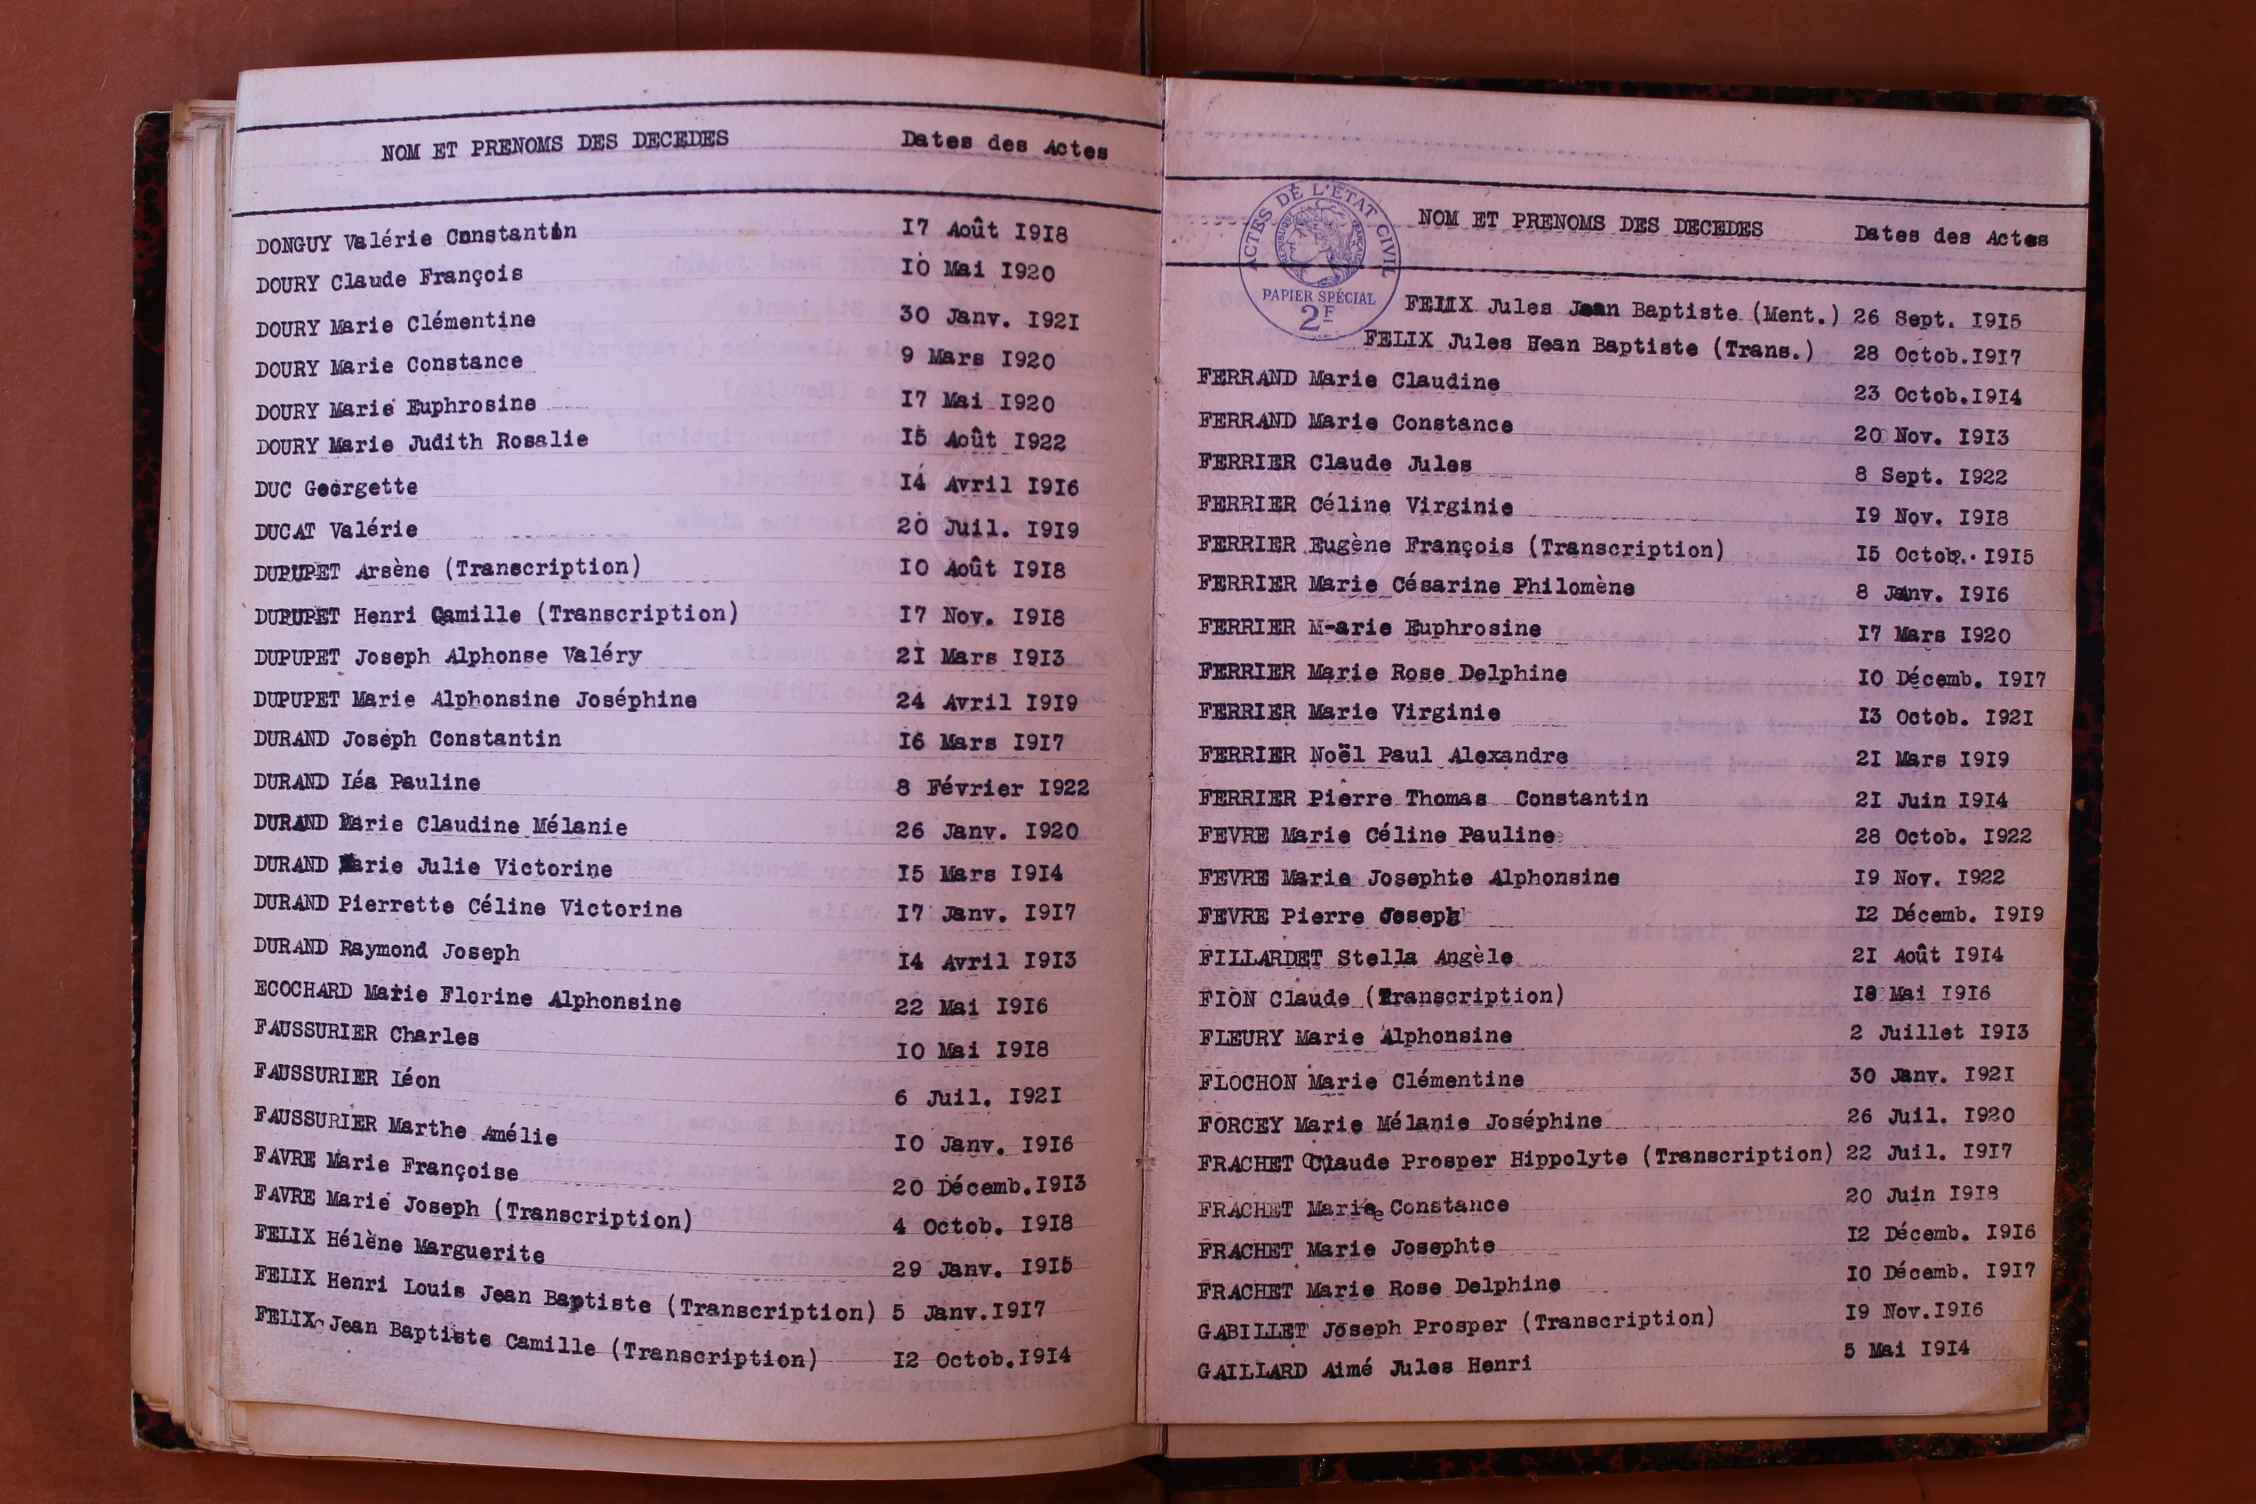 NOM ET PRENOMS DES DECEDES Dates des Actes
DONGUY Valérie Constantin 17 Août 1918
DOURY Claude François 10 Mai 1920
DOURY Marie Clémentine 30 Janv. 1921
DOURY Marie Constance 9 Mars 1920
DOURY Marie Euphrosine 17 Mai 1920
DOURY Marie Judith Rosalie 15 Août 1922
DUC Georgette 14 Avril 1916
DUCAT Valérie 20 Juil. 1919
DUPUPET Arsène (Transcription) 10 Août 1918
DUPUPET Henri Camille (Transcription) 17 Nov. 1918
DUPUPET Joseph Alphonse Valéry 21 Mars 1913
DUPUPET Marie Alphonsine Joséphine 24 Avril 1919
DURAND Joseph Constantin 16 Mars 1917
DURAND Léa Pauline 8 Février 1922
DURAND Marie Claudine Mélanie 26 Janv. 1920
DURAND Marie Julie Victorine 15 Mars 1914
DURAND Pierrette Céline Victorine 17 Janv. 1917
DURAND Raymond Joseph 14 Avril 1913
ECOCHARD Marie Florine Alphonsine 22 Mai 1916
FAUSSURIER Charles 10 Mai 1918
FAUSSURIER Léon 6 Juil. 1921
FAUSSURIER Marthe Amélie 10 Janv. 1916
FAVRE Marie Françoise 20 Décemb.1913
FAVRE Marie Joseph (Transcription) 4 Octob. 1918
FELIX Hélène Marguerite 29 Janv. 1915
FELIX Henri Louis Jean Baptiste (Transcription) 5 Janv.1917
FELIX Jean Baptiste Camille (Transcription) 12 Octob.1914
ACTES DE L'ÉTAT CIVIL
RÉPUBLIQUE FRANÇAISE
PAPIER SPÉCIAL
2F
NOM ET PRENOMS DES DECEDES Dates des Actes
FELIX Jules Jean Baptiste (Ment.) 26 Sept. 1915
FELIX Jules Hean Baptiste (Trans.) 28 Octob.1917
FERRAND Marie Claudine 23 Octob.1914
FERRAND Marie Constance 20 Nov. 1913
FERRIER Claude Jules 8 Sept. 1922
FERRIER Céline Virginie 19 Nov. 1918
FERRIER Eugène François (Transcription) 15 Octob. 1915
FERRIER Marie Césarine Philomène 8 Janv. 1916
FERRIER M-arie Euphrosine 17 Mars 1920
FERRIER Marie Rose Delphine 10 Décemb. 1917
FERRIER Marie Virginie 13 Octob. 1921
FERRIER Noël Paul Alexandre 21 Mars 1919
FERRIER Pierre Thomas Constantin 21 Juin 1914
FEVRE Marie Céline Pauline 28 Octob. 1922
FEVRE Marie Josephte Alphonsine 19 Nov. 1922
FEVRE Pierre Joseph 12 Décemb. 1919
FILLARDET Stella Angèle 21 Août 1914
FION Claude (Transcription) 18 Mai 1916
FLEURY Marie Alphonsine 2 Juillet 1913
FLOCHON Marie Clémentine 30 Janv. 1921
FORCEY Marie Mélanie Joséphine 26 Juil. 1920
FRACHET Claude Prosper Hippolyte (Transcription) 22 Juil. 1917
FRACHET Marie Constance 20 Juin 1918
FRACHET Marie Josephte 12 Décemb. 1916
FRACHET Marie Rose Delphine 10 Décemb. 1917
GABILLET Joseph Prosper (Transcription) 19 Nov.1916
GAILLARD Aimé Jules Henri 5 Mai 1914